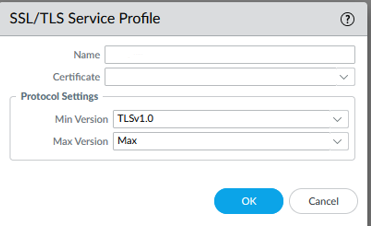 SSL/TLS Service Profile ?
Name
Certificate
Protocol Settings
Min Version TLSv1.0
Max Version Max
OK Cancel